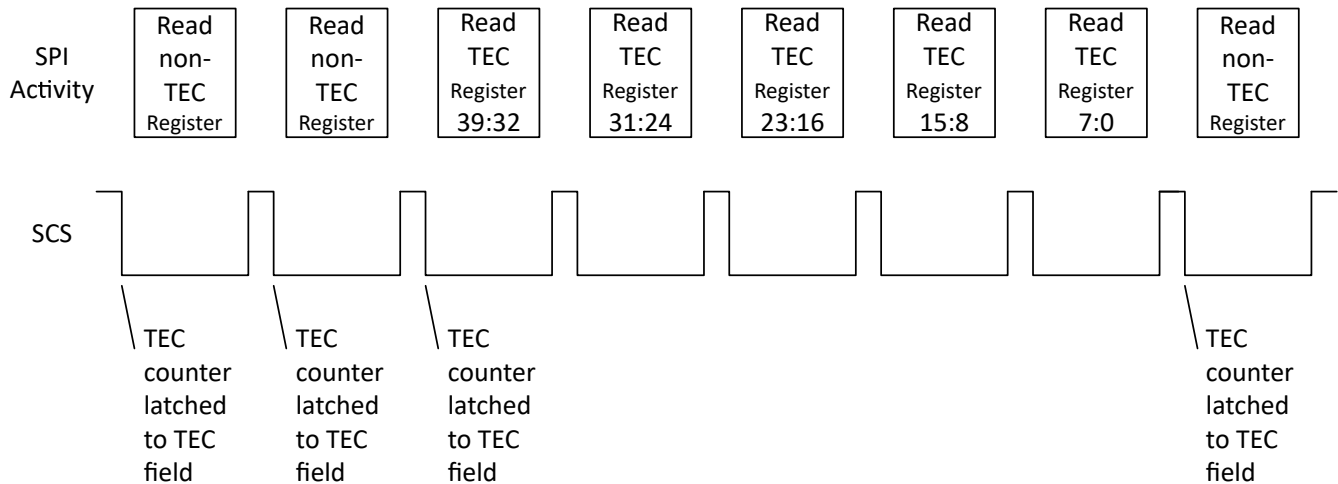 SPI
Activity
Read
non-
TEC
Register
Read
non-
TEC
Register
Read
TEC
Register
39:32
Read
TEC
Register
31:24
Read
TEC
Register
23:16
Read
TEC
Register
15:8
Read
TEC
Register
7:0
Read
non-
TEC
Register
SCS
TEC
counter
latched
to TEC
field
TEC
counter
latched
to TEC
field
TEC
counter
latched
to TEC
field
TEC
counter
latched
to TEC
field